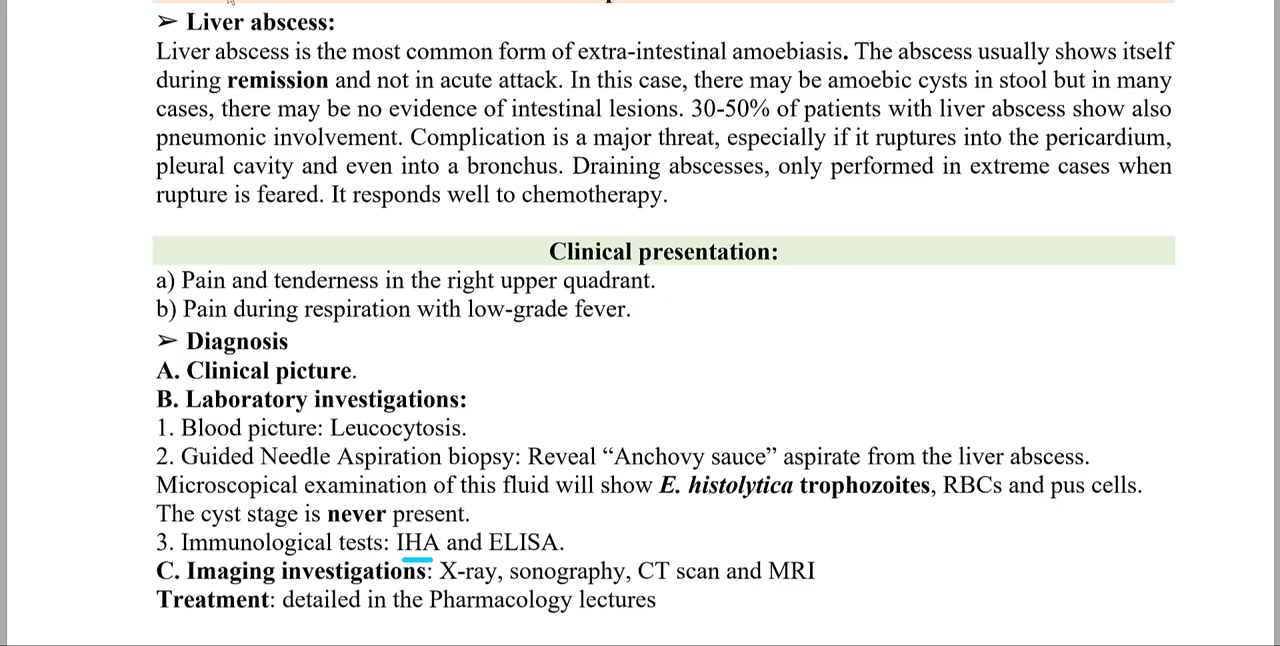 ➢ Liver abscess:
Liver abscess is the most common form of extra-intestinal amoebiasis. The abscess usually shows itself
during remission and not in acute attack. In this case, there may be amoebic cysts in stool but in many
cases, there may be no evidence of intestinal lesions. 30-50% of patients with liver abscess show also
pneumonic involvement. Complication is a major threat, especially if it ruptures into the pericardium,
pleural cavity and even into a bronchus. Draining abscesses, only performed in extreme cases when
rupture is feared. It responds well to chemotherapy.
Clinical presentation:
a) Pain and tenderness in the right upper quadrant.
b) Pain during respiration with low-grade fever.
➢ Diagnosis
A. Clinical picture.
B. Laboratory investigations:
1. Blood picture: Leucocytosis.
2. Guided Needle Aspiration biopsy: Reveal “Anchovy sauce” aspirate from the liver abscess.
Microscopical examination of this fluid will show E. histolytica trophozoites, RBCs and pus cells.
The cyst stage is never present.
3. Immunological tests: IHA and ELISA.
C. Imaging investigations: X-ray, sonography, CT scan and MRI
Treatment: detailed in the Pharmacology lectures